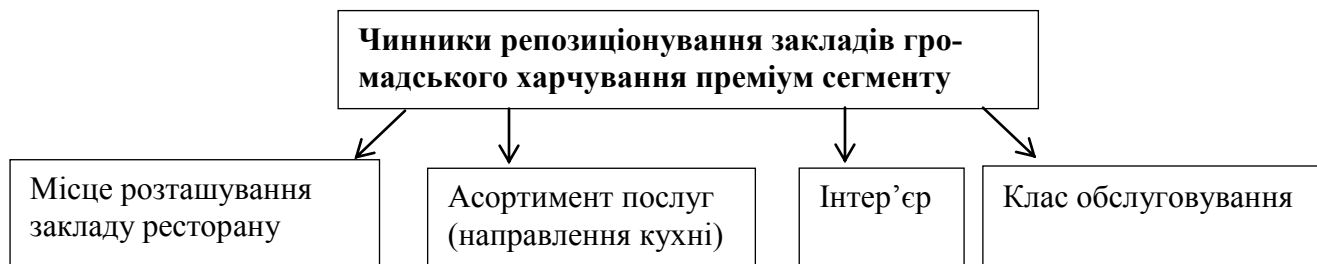 Чинники репозиціонування закладів гро-
мадського харчування преміум сегменту
Місце розташування
закладу ресторану
Асортимент послуг
(направлення кухні)
Інтер’єр
Клас обслуговування